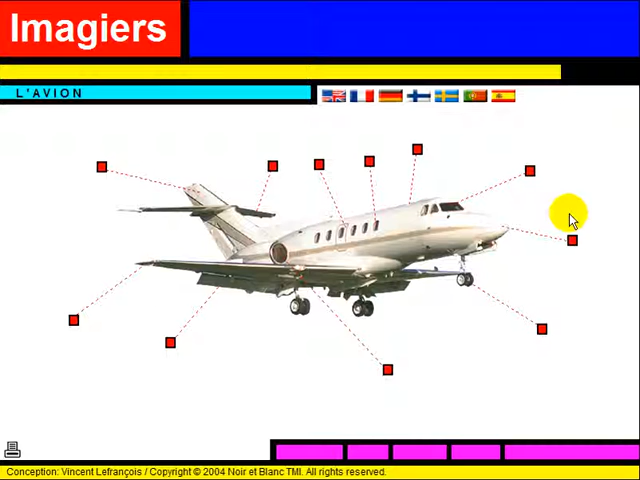 Imagiers
L'AVION
Conception: Vincent Lefrançois / Copyright © 2004 Noir et Blanc TMI. All rights reserved.